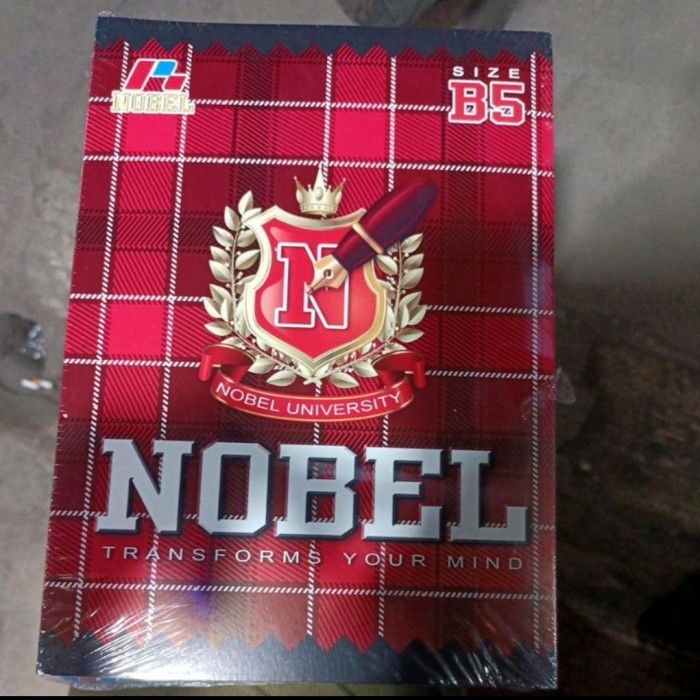 NOBEL
SIZE
B5
N
NOBEL UNIVERSITY
NOBEL
TRANSFORMS YOUR MIND